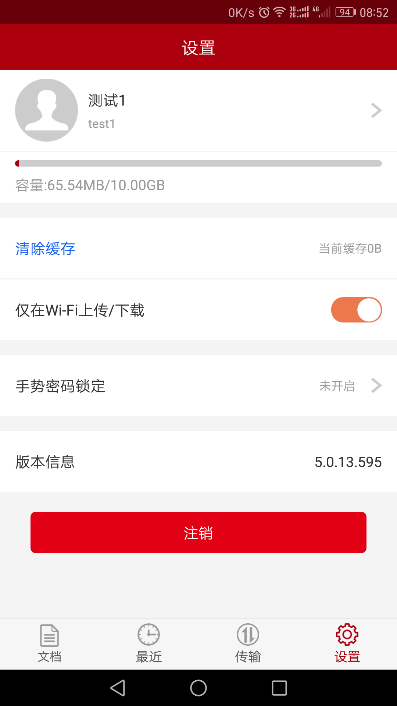 0K/s 94 08:52
设置
测试1
test1
容量:65.54MB/10.00GB
清除缓存 当前缓存0B
仅在Wi-Fi上传/下载
手势密码锁定 未开启
版本信息 5.0.13.595
注销
文档 最近 传输 设置